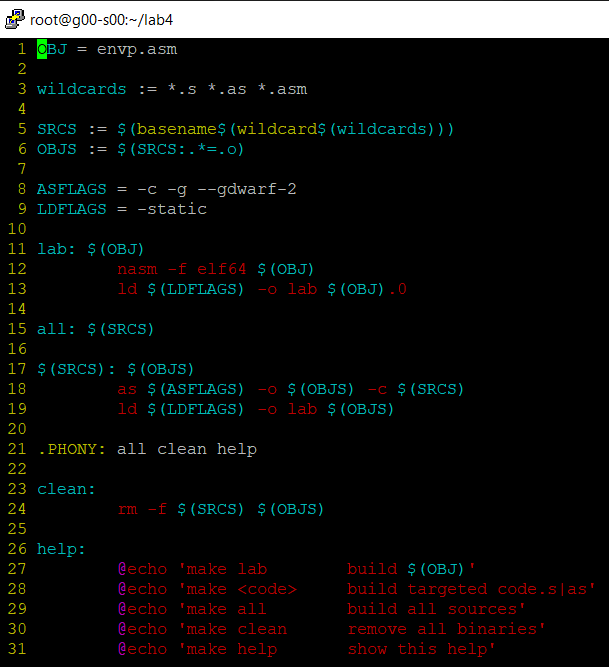 root@g00-s00:~/lab4
1 OBJ = envp.asm
2
3 wildcards := *.s *.as *.asm
4
5 SRCS := $(basename$(wildcard$(wildcards)))
6 OBJS := $(SRCS:.*=.o)
7
8 ASFLAGS = -c -g --gdwarf-2
9 LDFLAGS = -static
10
11 lab: $(OBJ)
12         nasm -f elf64 $(OBJ)
13         ld $(LDFLAGS) -o lab $(OBJ).0
14
15 all: $(SRCS)
16
17 $(SRCS): $(OBJS)
18         as $(ASFLAGS) -o $(OBJS) -c $(SRCS)
19         ld $(LDFLAGS) -o lab $(OBJS)
20
21 .PHONY: all clean help
22
23 clean:
24         rm -f $(SRCS) $(OBJS)
25
26 help:
27         @echo 'make lab        build $(OBJ)'
28         @echo 'make <code>     build targeted code.s|as'
29         @echo 'make all        build all sources'
30         @echo 'make clean      remove all binaries'
31         @echo 'make help       show this help'